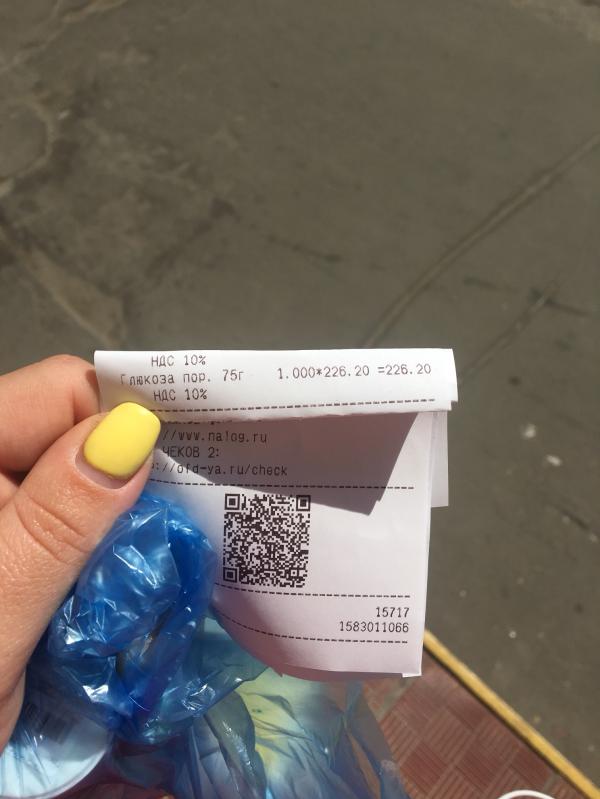 НДС 10%
Глюкоза пор. 75г 1.000*226.20 =226.20
НДС 10%
//www.nalog.ru
ЧЕКОВ 2:
://ofd-ya.ru/check
15717
1583011066